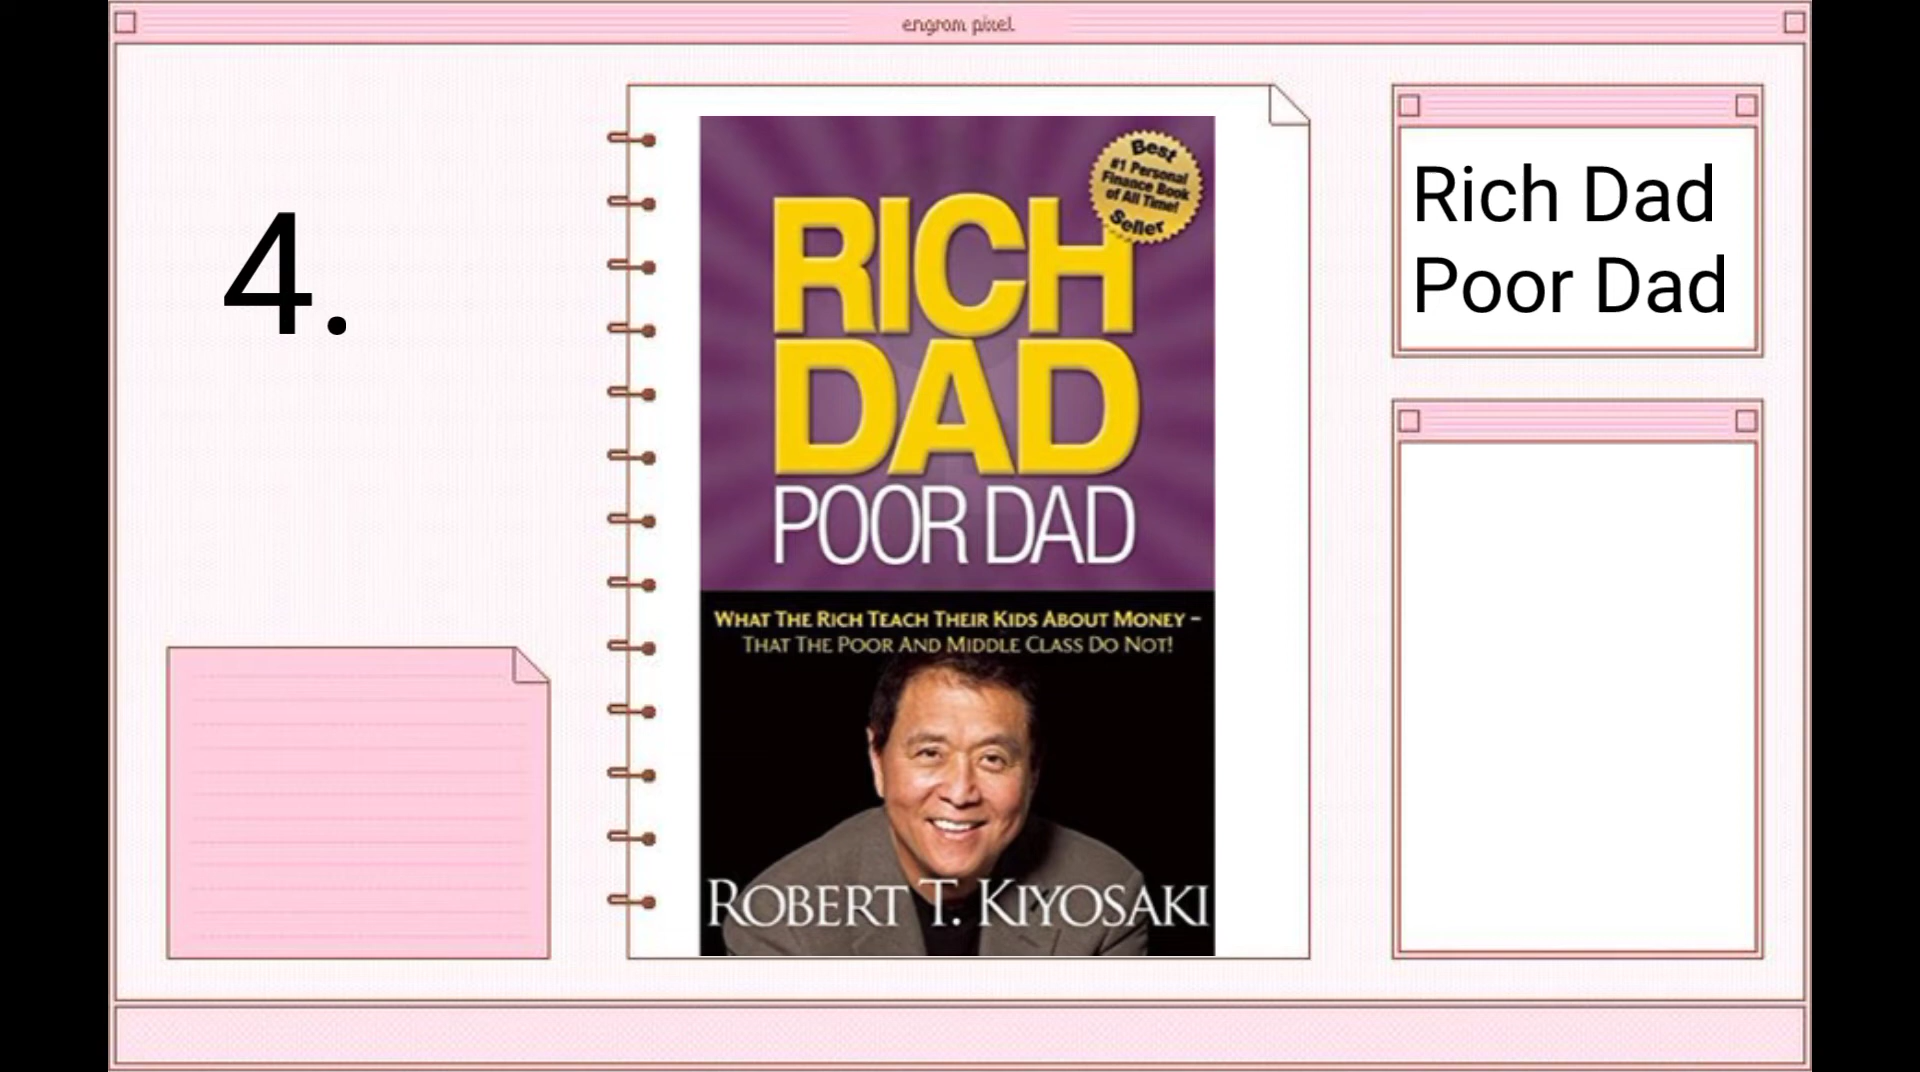 engram pixel
4.
Best
#1 Personal
Finance Book
of All Time!
Seller
RICH
DAD
POOR DAD
WHAT THE RICH TEACH THEIR KIDS ABOUT MONEY –
THAT THE POOR AND MIDDLE CLASS DO NOT!
ROBERT T. KIYOSAKI
Rich Dad
Poor Dad